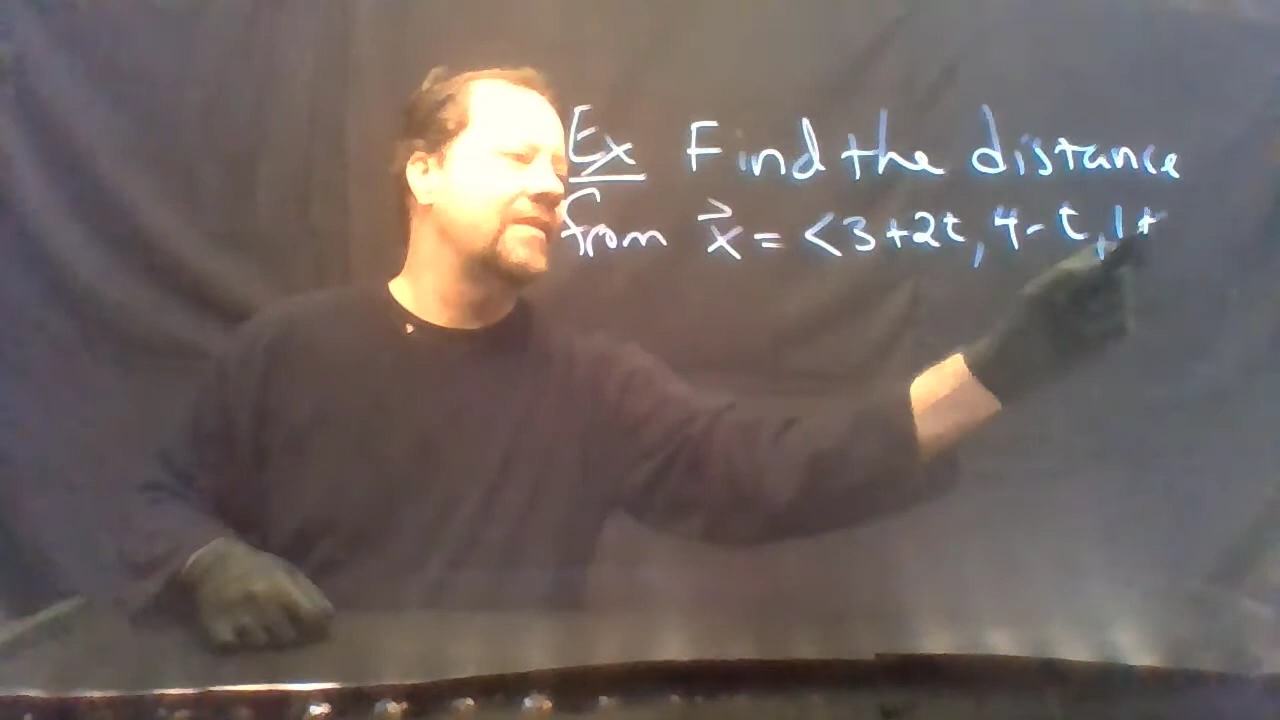 Ex Find the distance
from x⃗ = <3+2t, 4-t, 1+